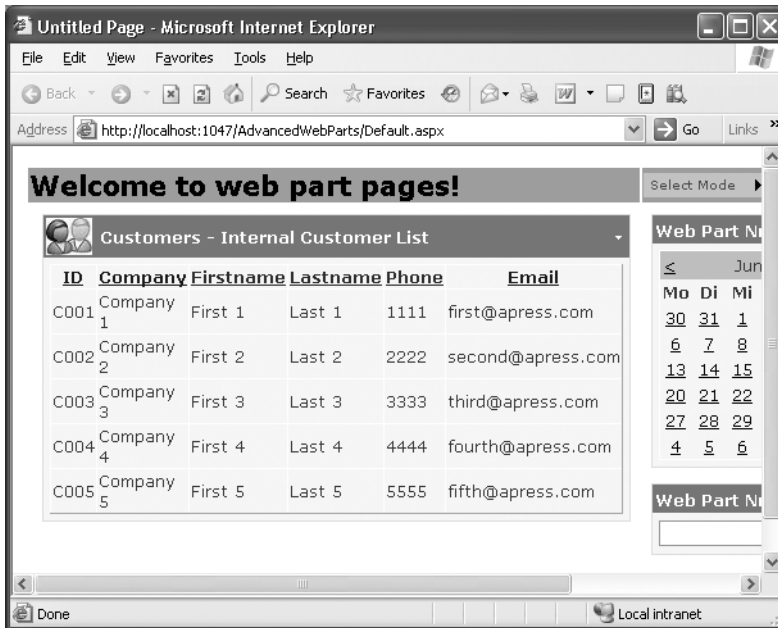 Untitled Page - Microsoft Internet Explorer
File Edit View Favorites Tools Help
Back Search Favorites
Address http://localhost:1047/AdvancedWebParts/Default.aspx Go Links »
Welcome to web part pages!
Select Mode
Customers - Internal Customer List
ID Company Firstname Lastname Phone Email
C001 Company 1 First 1 Last 1 1111 first@apress.com
C002 Company 2 First 2 Last 2 2222 second@apress.com
C003 Company 3 First 3 Last 3 3333 third@apress.com
C004 Company 4 First 4 Last 4 4444 fourth@apress.com
C005 Company 5 First 5 Last 5 5555 fifth@apress.com
Web Part
< Jun
Mo Di Mi
30 31 1
6 7 8
13 14 15
20 21 22
27 28 29
4 5 6
Web Part
Done
Local intranet